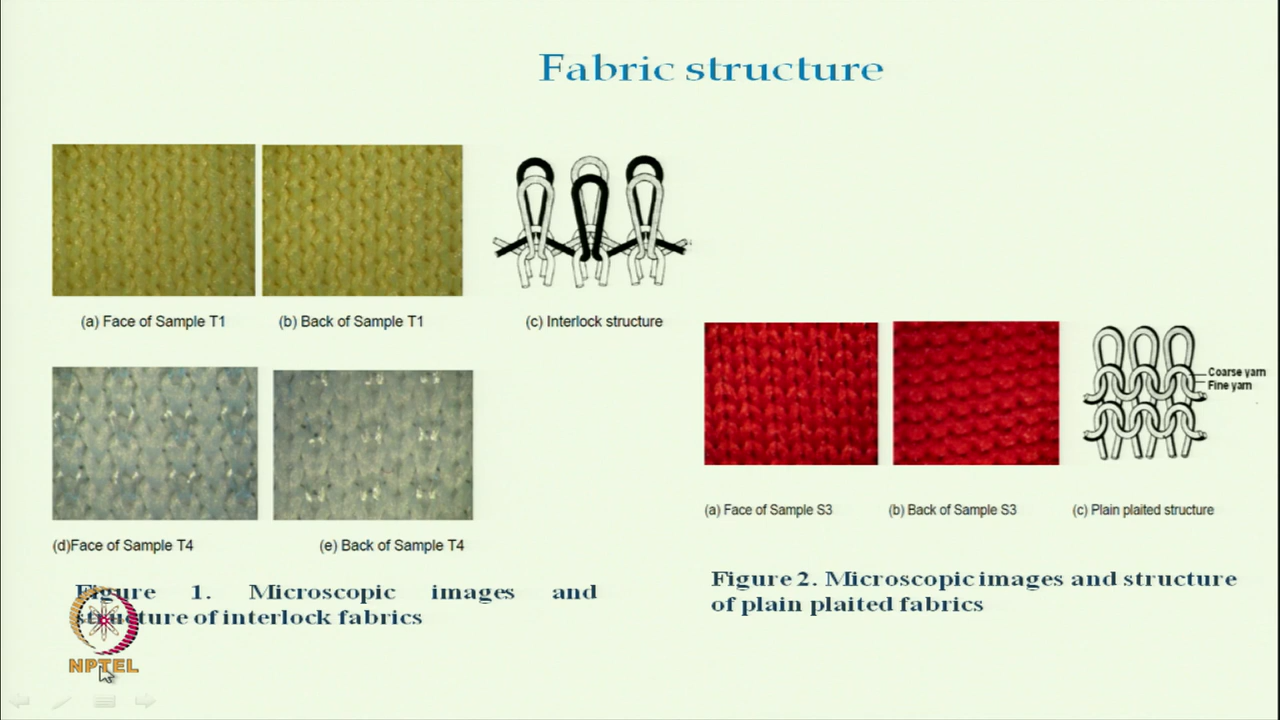 Fabric structure
(a) Face of Sample T1
(b) Back of Sample T1
(c) Interlock structure
(d)Face of Sample T4
(e) Back of Sample T4
Figure 1. Microscopic images and
structure of interlock fabrics
Coarse yarn
Fine yarn
(a) Face of Sample S3
(b) Back of Sample S3
(c) Plain plaited structure
Figure 2. Microscopic images and structure
of plain plaited fabrics
NPTEL